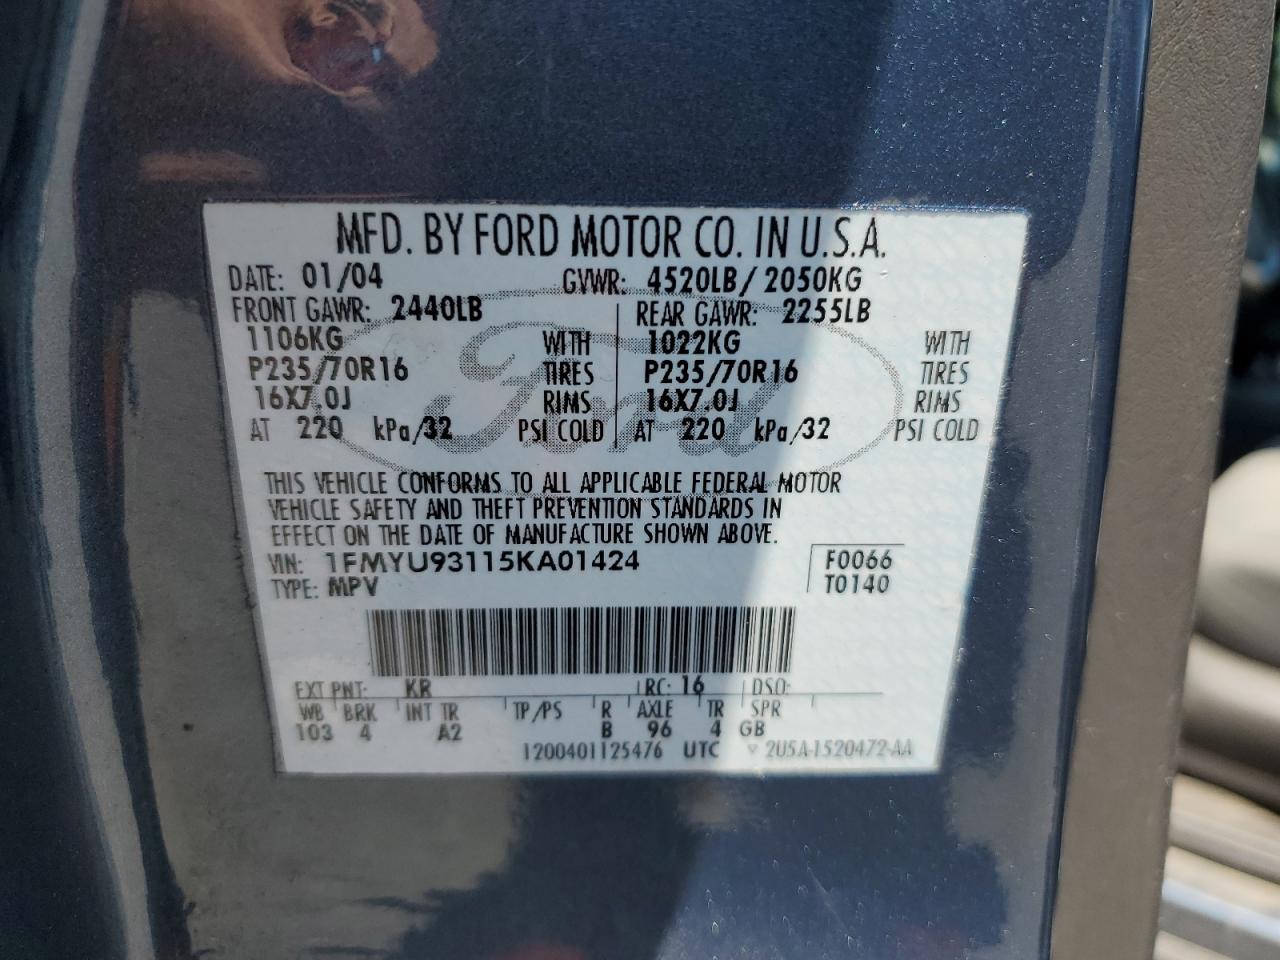 MFD. BY FORD MOTOR CO. IN U.S.A.
DATE: 01/04 GVWR: 4520LB/2050KG
FRONT GAWR: 2440LB REAR GAWR: 2255LB
1106KG WITH 1022KG WITH
P235/70R16 TIRES P235/70R16 TIRES
16X7.0J RIMS 16X7.0J RIMS
AT 220 kPa/32 PSI COLD AT 220 kPa/32 PSI COLD
Ford
THIS VEHICLE CONFORMS TO ALL APPLICABLE FEDERAL MOTOR
VEHICLE SAFETY AND THEFT PREVENTION STANDARDS IN
EFFECT ON THE DATE OF MANUFACTURE SHOWN ABOVE.
VIN: 1FMYU93115KA01424 F0066
TYPE: MPV T0140
EXT PNT: KR RC: 16 DSO:
WB BRK INT TR TP/PS R AXLE TR SPR
103 4 A2 B 96 4 GB
1200401125476 UTC ▽ 2U5A-1520472-AA